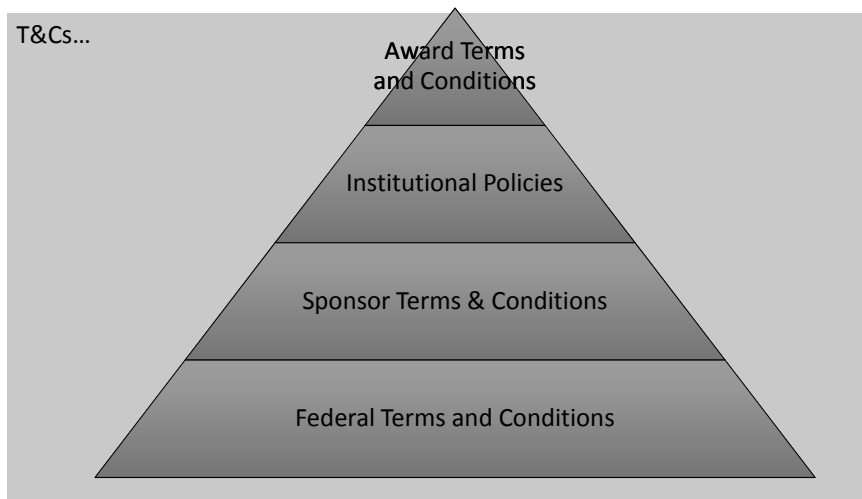 T&Cs…
Award Terms
and Conditions
Institutional Policies
Sponsor Terms & Conditions
Federal Terms and Conditions